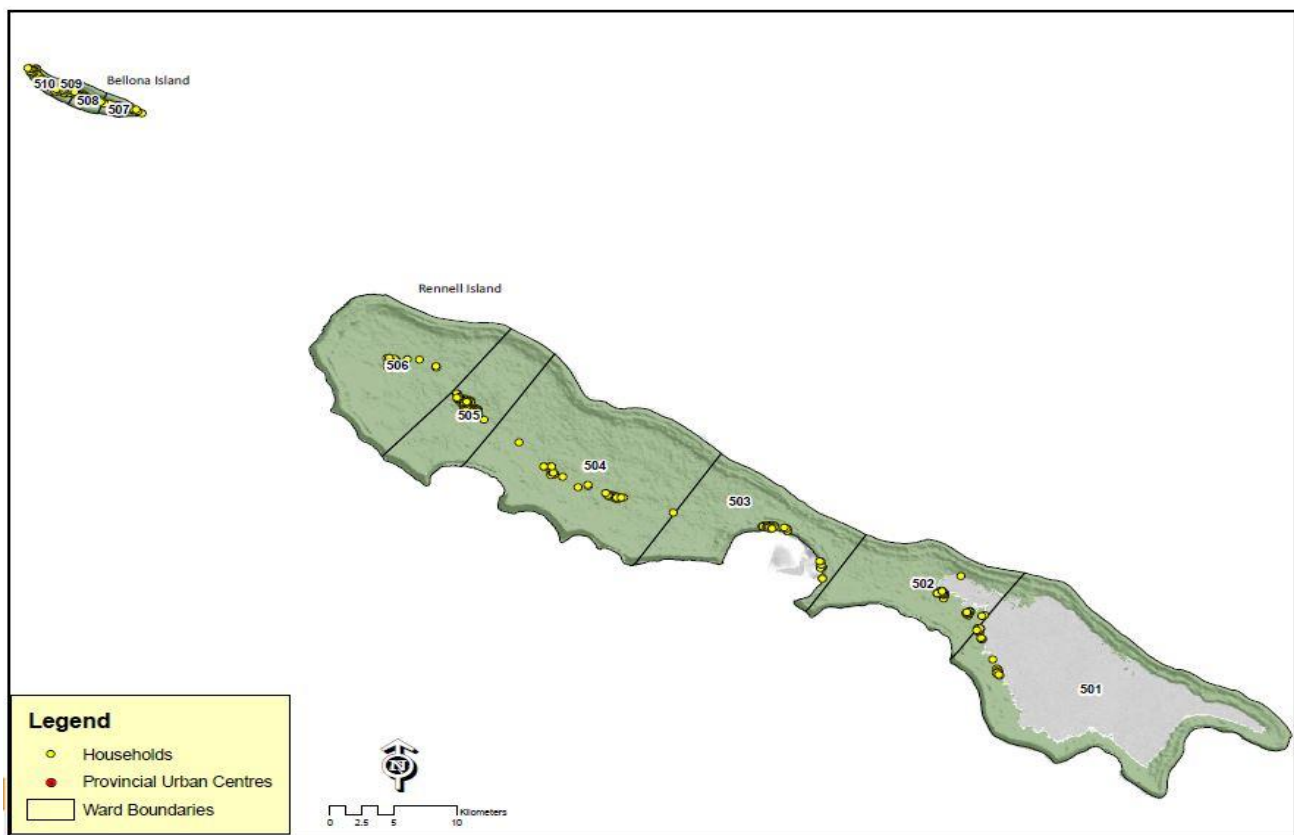 510 509
Bellona Island
508
507
Rennell Island
506
505
504
503
502
501
Legend
Households
Provincial Urban Centres
Ward Boundaries
N
Kilometers
0 2.5 5 10